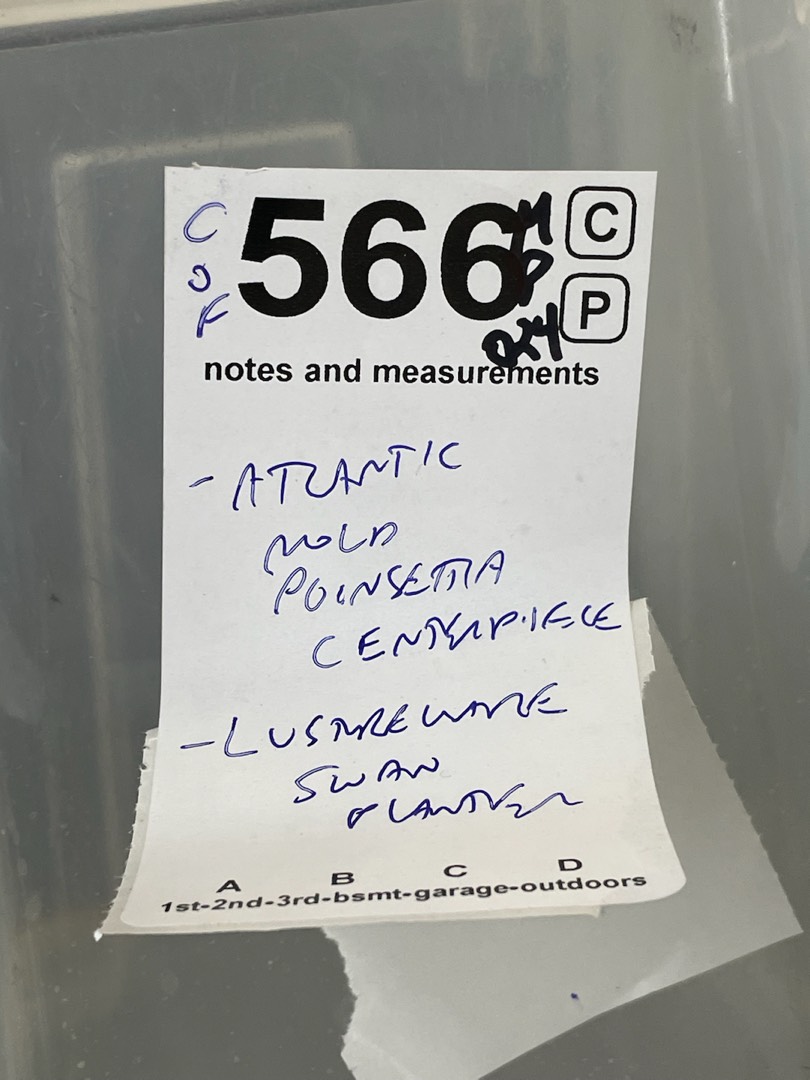 C
O
F
566
C
P
notes and measurements
- ATLANTIC
MOLD
POINSETTIA
CENTERPIECE
- LUSTREWARE
SWAN
PLANTER
A B C D
1st-2nd-3rd-bsmt-garage-outdoors